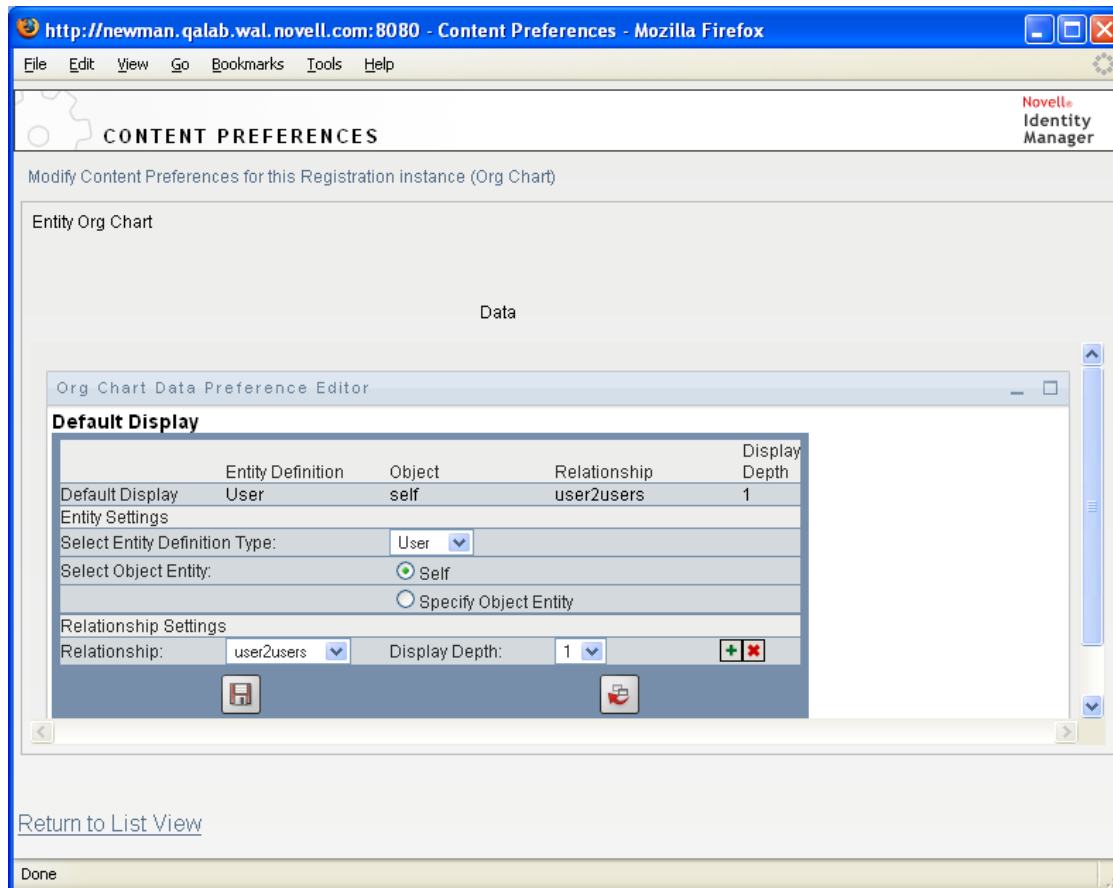 http://newman.qalab.wal.novell.com:8080 - Content Preferences - Mozilla Firefox
File Edit View Go Bookmarks Tools Help
Novell®
Identity
Manager
CONTENT PREFERENCES
Modify Content Preferences for this Registration instance (Org Chart)
Entity Org Chart
Data
Org Chart Data Preference Editor
Default Display
Entity Definition Object Relationship Display Depth
Default Display User self user2users 1
Entity Settings
Select Entity Definition Type: User
Select Object Entity: Self
Specify Object Entity
Relationship Settings
Relationship: user2users Display Depth: 1
Return to List View
Done